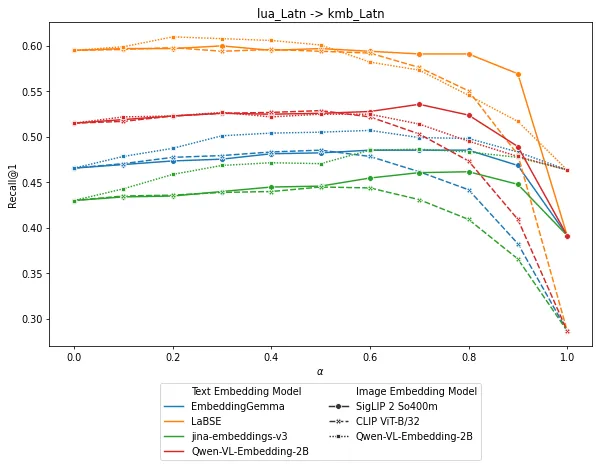 lua_Latn -> kmb_Latn
Recall@1
0.60
0.55
0.50
0.45
0.40
0.35
0.30
0.0
0.2
0.4
0.6
0.8
1.0
α
Text Embedding Model
EmbeddingGemma
LaBSE
jina-embeddings-v3
Qwen-VL-Embedding-2B
Image Embedding Model
SigLIP 2 So400m
CLIP ViT-B/32
Qwen-VL-Embedding-2B